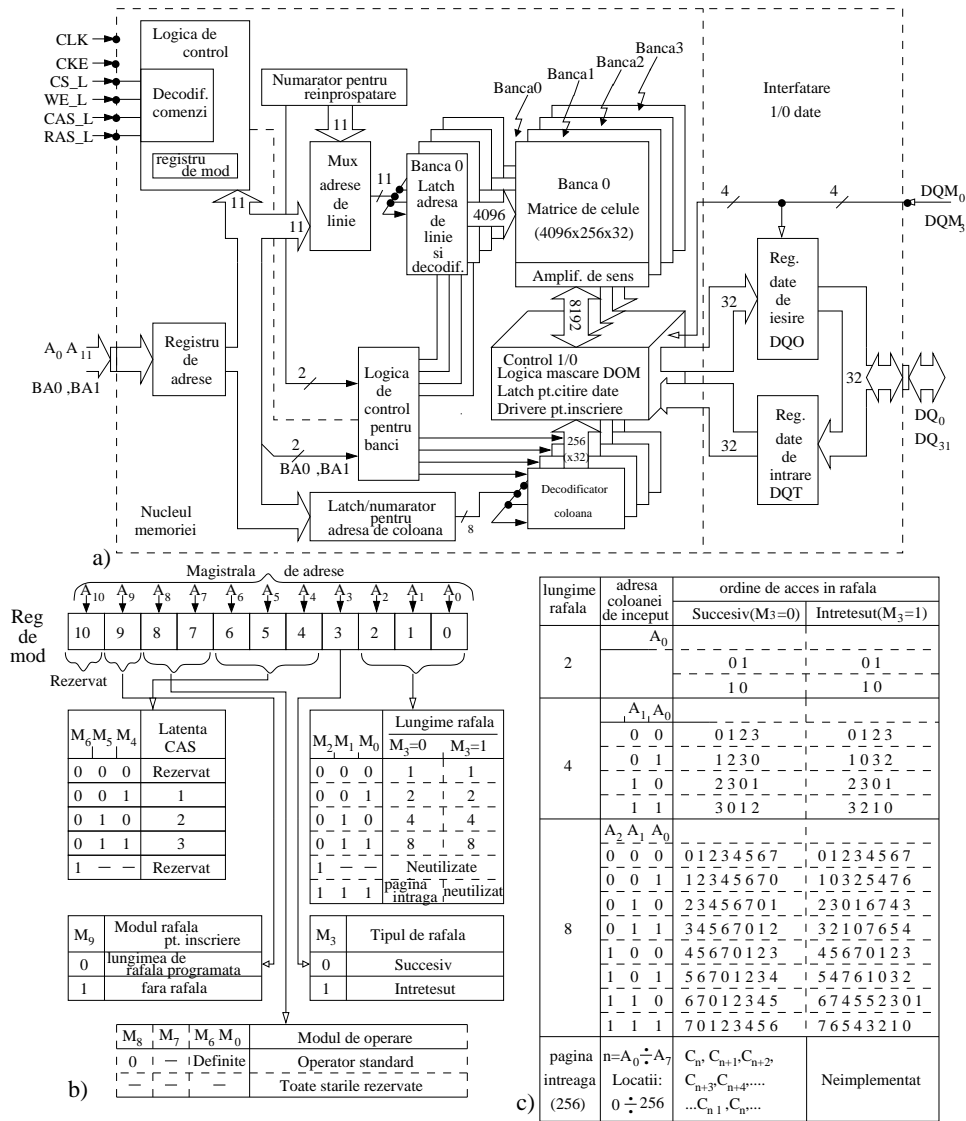 a)
CLK
CKE
CS_L
WE_L
CAS_L
RAS_L
Logica de
control
Decodif.
comenzi
registru
de mod
11
Numarator pentru
reinprospatare
11
Mux
adrese
de
linie
11
11
Banca 0
Latch
adresa
de
linie
si
decodif.
4096
Banca0
Banca1
Banca2
Banca3
Banca 0
Matrice de celule
(4096x256x32)
Amplif. de sens
8192
Interfatare
1/0 date
4
4
DQM0
DQM3
Reg.
date
de
iesire
DQO
32
32
DQ0
DQ31
Reg.
date
de
intrare
DQT
32
Control 1/0
Logica mascare DOM
Latch pt.citire date
Drivere pt.inscriere
256
(x32)
Decodificator
coloana
A0 A11
BA0 ,BA1
Registru
de
adrese
2
2
BA0 ,BA1
Logica
de
control
pentru
banci
Latch/numarator
pentru
adresa de coloana
8
Nucleul
memoriei
b)
Magistrala de adrese
A10 A9 A8 A7 A6 A5 A4 A3 A2 A1 A0
Reg
de
mod
10 9 8 7 6 5 4 3 2 1 0
Rezervat
M6 M5 M4 Latenta CAS
0 0 0 Rezervat
0 0 1 1
0 1 0 2
0 1 1 3
1 — — Rezervat
Lungime rafala
M2 M1 M0 M3=0 M3=1
0 0 0 1 1
0 0 1 2 2
0 1 0 4 4
0 1 1 8 8
1 — — Neutilizate
1 1 1 pagina intraga neutilizat
M9 Modul rafala pt. inscriere
0 lungimea de rafala programata
1 fara rafala
M3 Tipul de rafala
0 Succesiv
1 Intretesut
M8 M7 M6 M0 Modul de operare
0 — Definite Operator standard
— — — Toate starile rezervate
c)
lungime rafala
adresa coloanei de inceput
ordine de acces in rafala
Succesiv(M3=0) Intretesut(M3=1)
2
A0
0 1 0 1
1 0 1 0
4
A1 A0
0 0 0 1 2 3 0 1 2 3
0 1 1 2 3 0 1 0 3 2
1 0 2 3 0 1 2 3 0 1
1 1 3 0 1 2 3 2 1 0
8
A2 A1 A0
0 0 0 0 1 2 3 4 5 6 7 0 1 2 3 4 5 6 7
0 0 1 1 2 3 4 5 6 7 0 1 0 3 2 5 4 7 6
0 1 0 2 3 4 5 6 7 0 1 2 3 0 1 6 7 4 3
0 1 1 3 4 5 6 7 0 1 2 3 2 1 0 7 6 5 4
1 0 0 4 5 6 7 0 1 2 3 4 5 6 7 0 1 2 3
1 0 1 5 6 7 0 1 2 3 4 5 4 7 6 1 0 3 2
1 1 0 6 7 0 1 2 3 4 5 6 7 4 5 5 2 3 0 1
1 1 1 7 0 1 2 3 4 5 6 7 6 5 4 3 2 1 0
pagina intreaga (256)
n=A0 ÷ A7
Locatii:
0 ÷ 256
Cn, Cn+1,Cn+2,
Cn+3,Cn+4,....
...Cn 1 ,Cn,...
Neimplementat